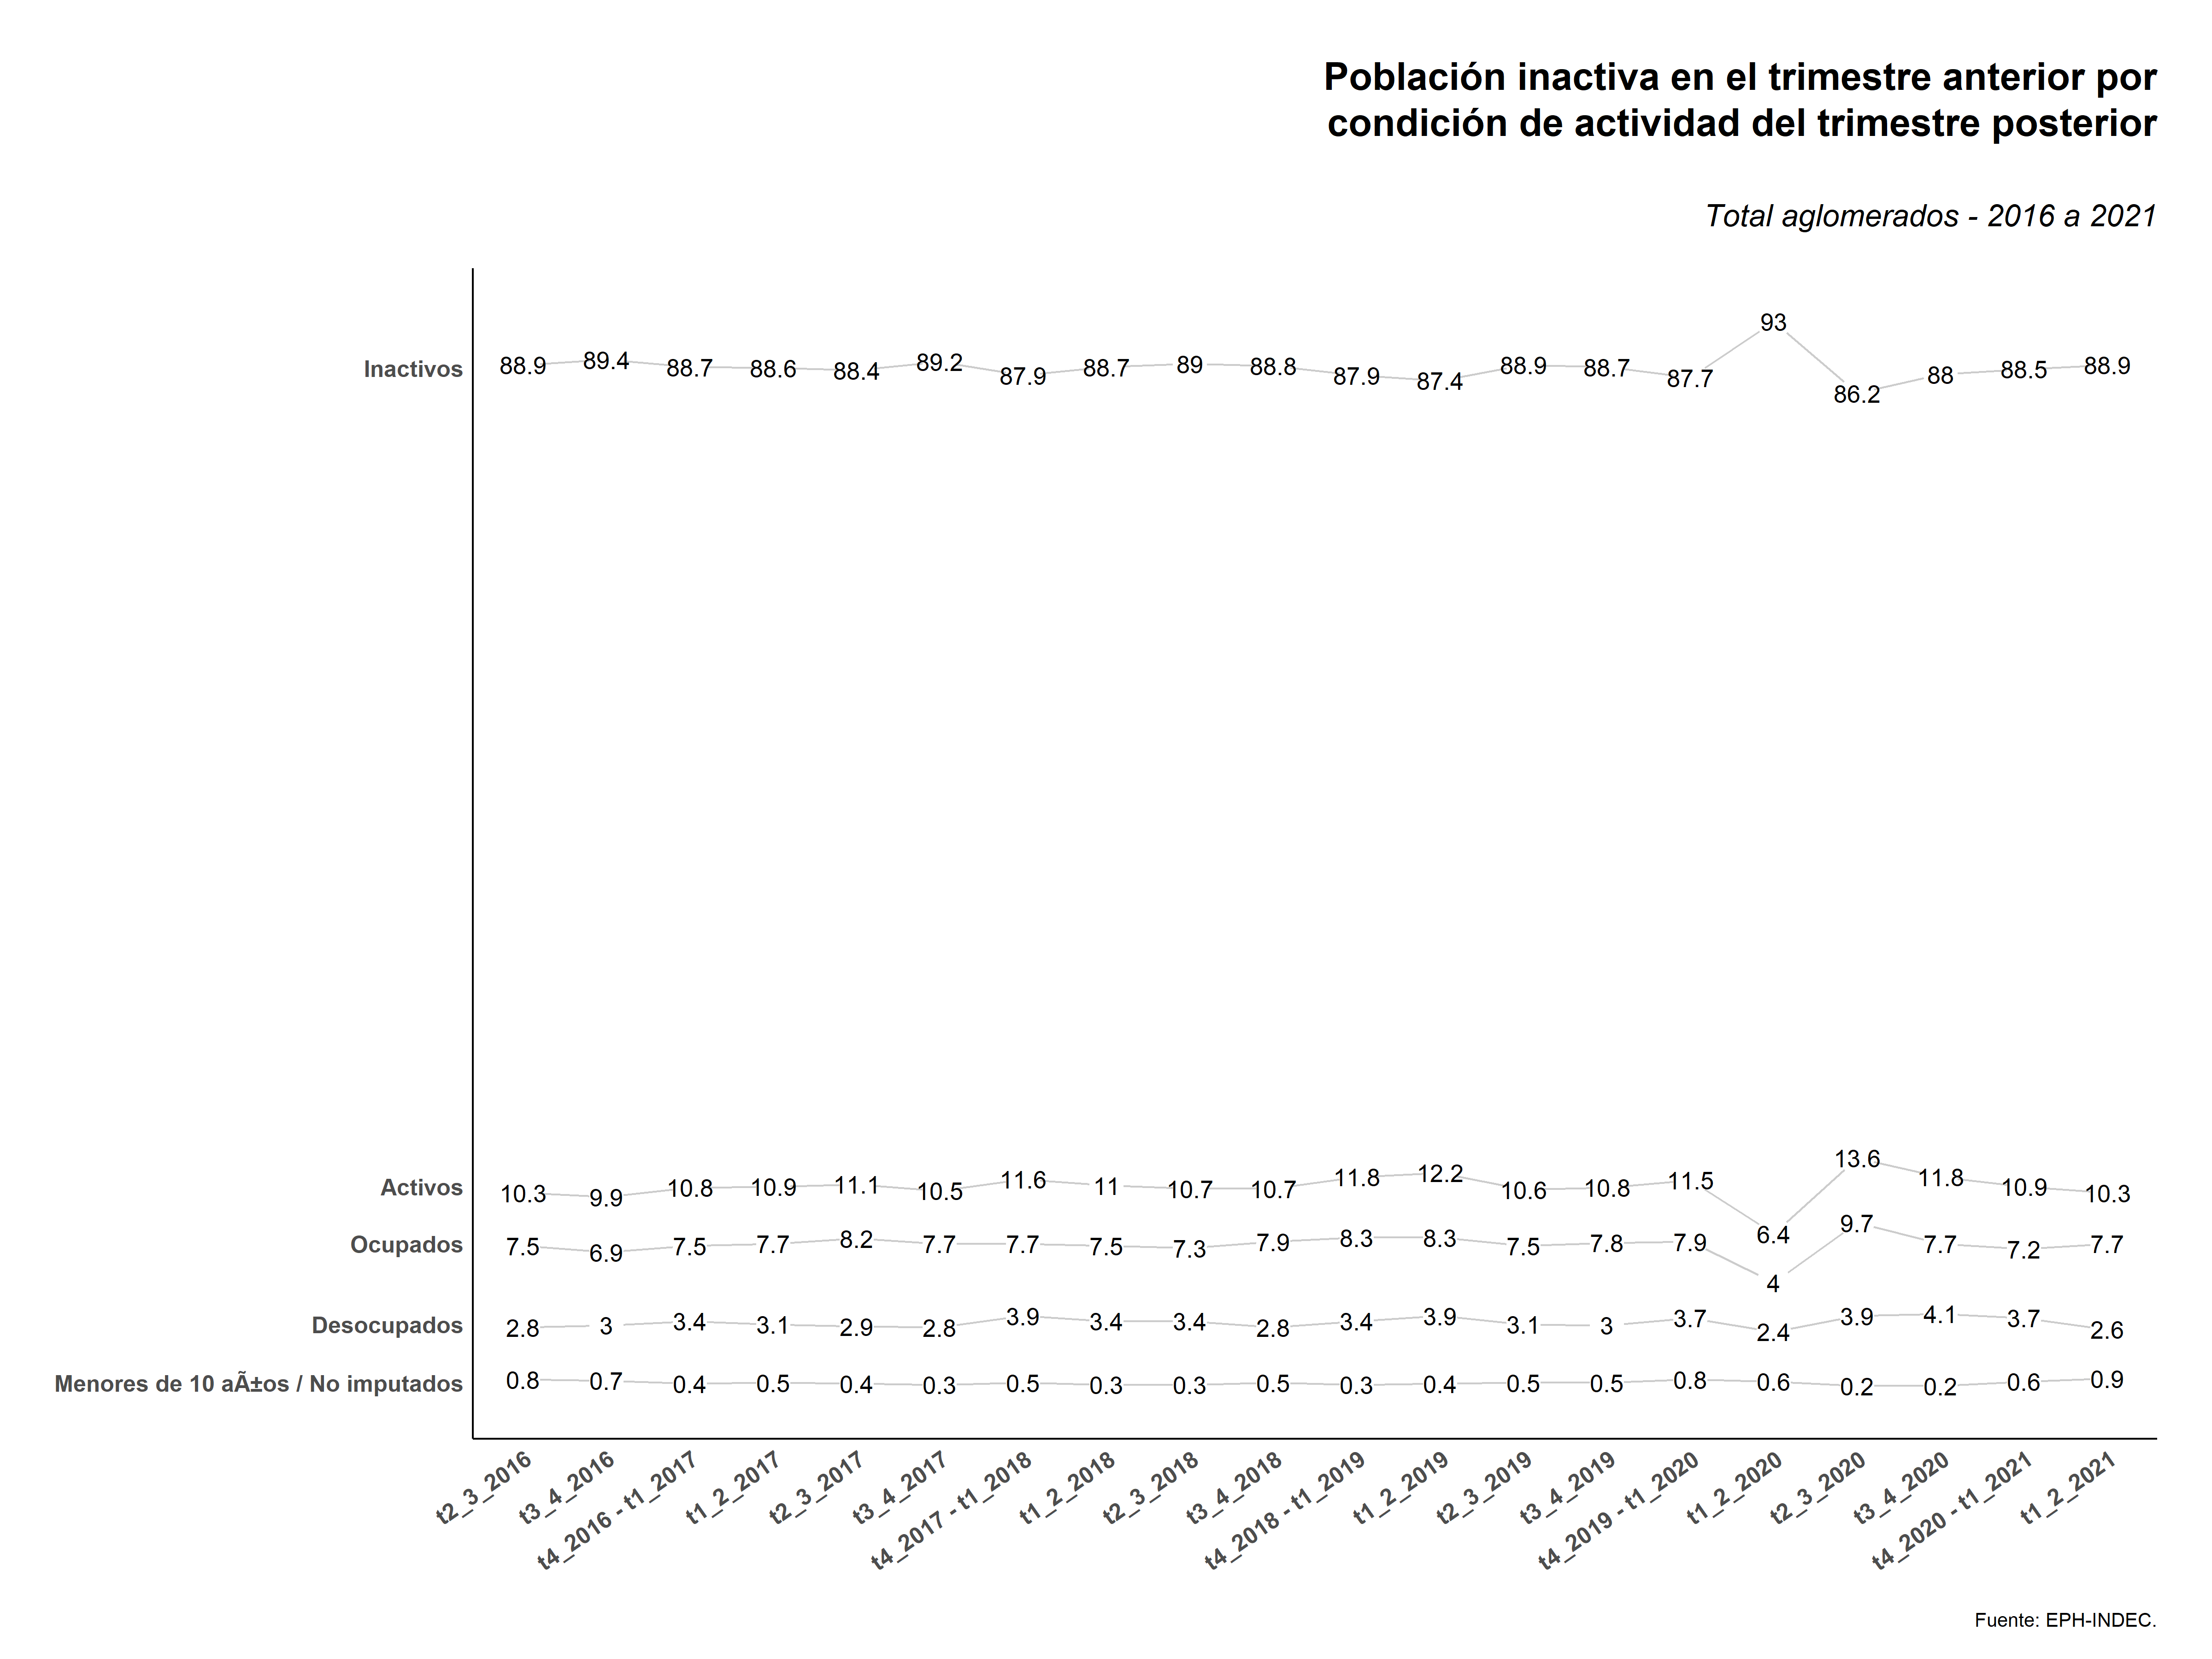 Población inactiva en el trimestre anterior por
condición de actividad del trimestre posterior
Total aglomerados - 2016 a 2021
Inactivos
88.9 89.4 88.7 88.6 88.4 89.2 87.9 88.7 89 88.8 87.9 87.4 88.9 88.7 87.7 93 86.2 88 88.5 88.9
Activos
10.3 9.9 10.8 10.9 11.1 10.5 11.6 11 10.7 10.7 11.8 12.2 10.6 10.8 11.5 6.4 13.6 11.8 10.9 10.3
Ocupados
7.5 6.9 7.5 7.7 8.2 7.7 7.7 7.5 7.3 7.9 8.3 8.3 7.5 7.8 7.9 4 9.7 7.7 7.2 7.7
Desocupados
2.8 3 3.4 3.1 2.9 2.8 3.9 3.4 3.4 2.8 3.4 3.9 3.1 3 3.7 2.4 3.9 4.1 3.7 2.6
Menores de 10 aÃ±os / No imputados
0.8 0.7 0.4 0.5 0.4 0.3 0.5 0.3 0.3 0.5 0.3 0.4 0.5 0.5 0.8 0.6 0.2 0.2 0.6 0.9
t2_3_2016
t3_4_2016
t4_2016 - t1_2017
t1_2_2017
t2_3_2017
t3_4_2017
t4_2017 - t1_2018
t1_2_2018
t2_3_2018
t3_4_2018
t4_2018 - t1_2019
t1_2_2019
t2_3_2019
t3_4_2019
t4_2019 - t1_2020
t1_2_2020
t2_3_2020
t3_4_2020
t4_2020 - t1_2021
t1_2_2021
Fuente: EPH-INDEC.